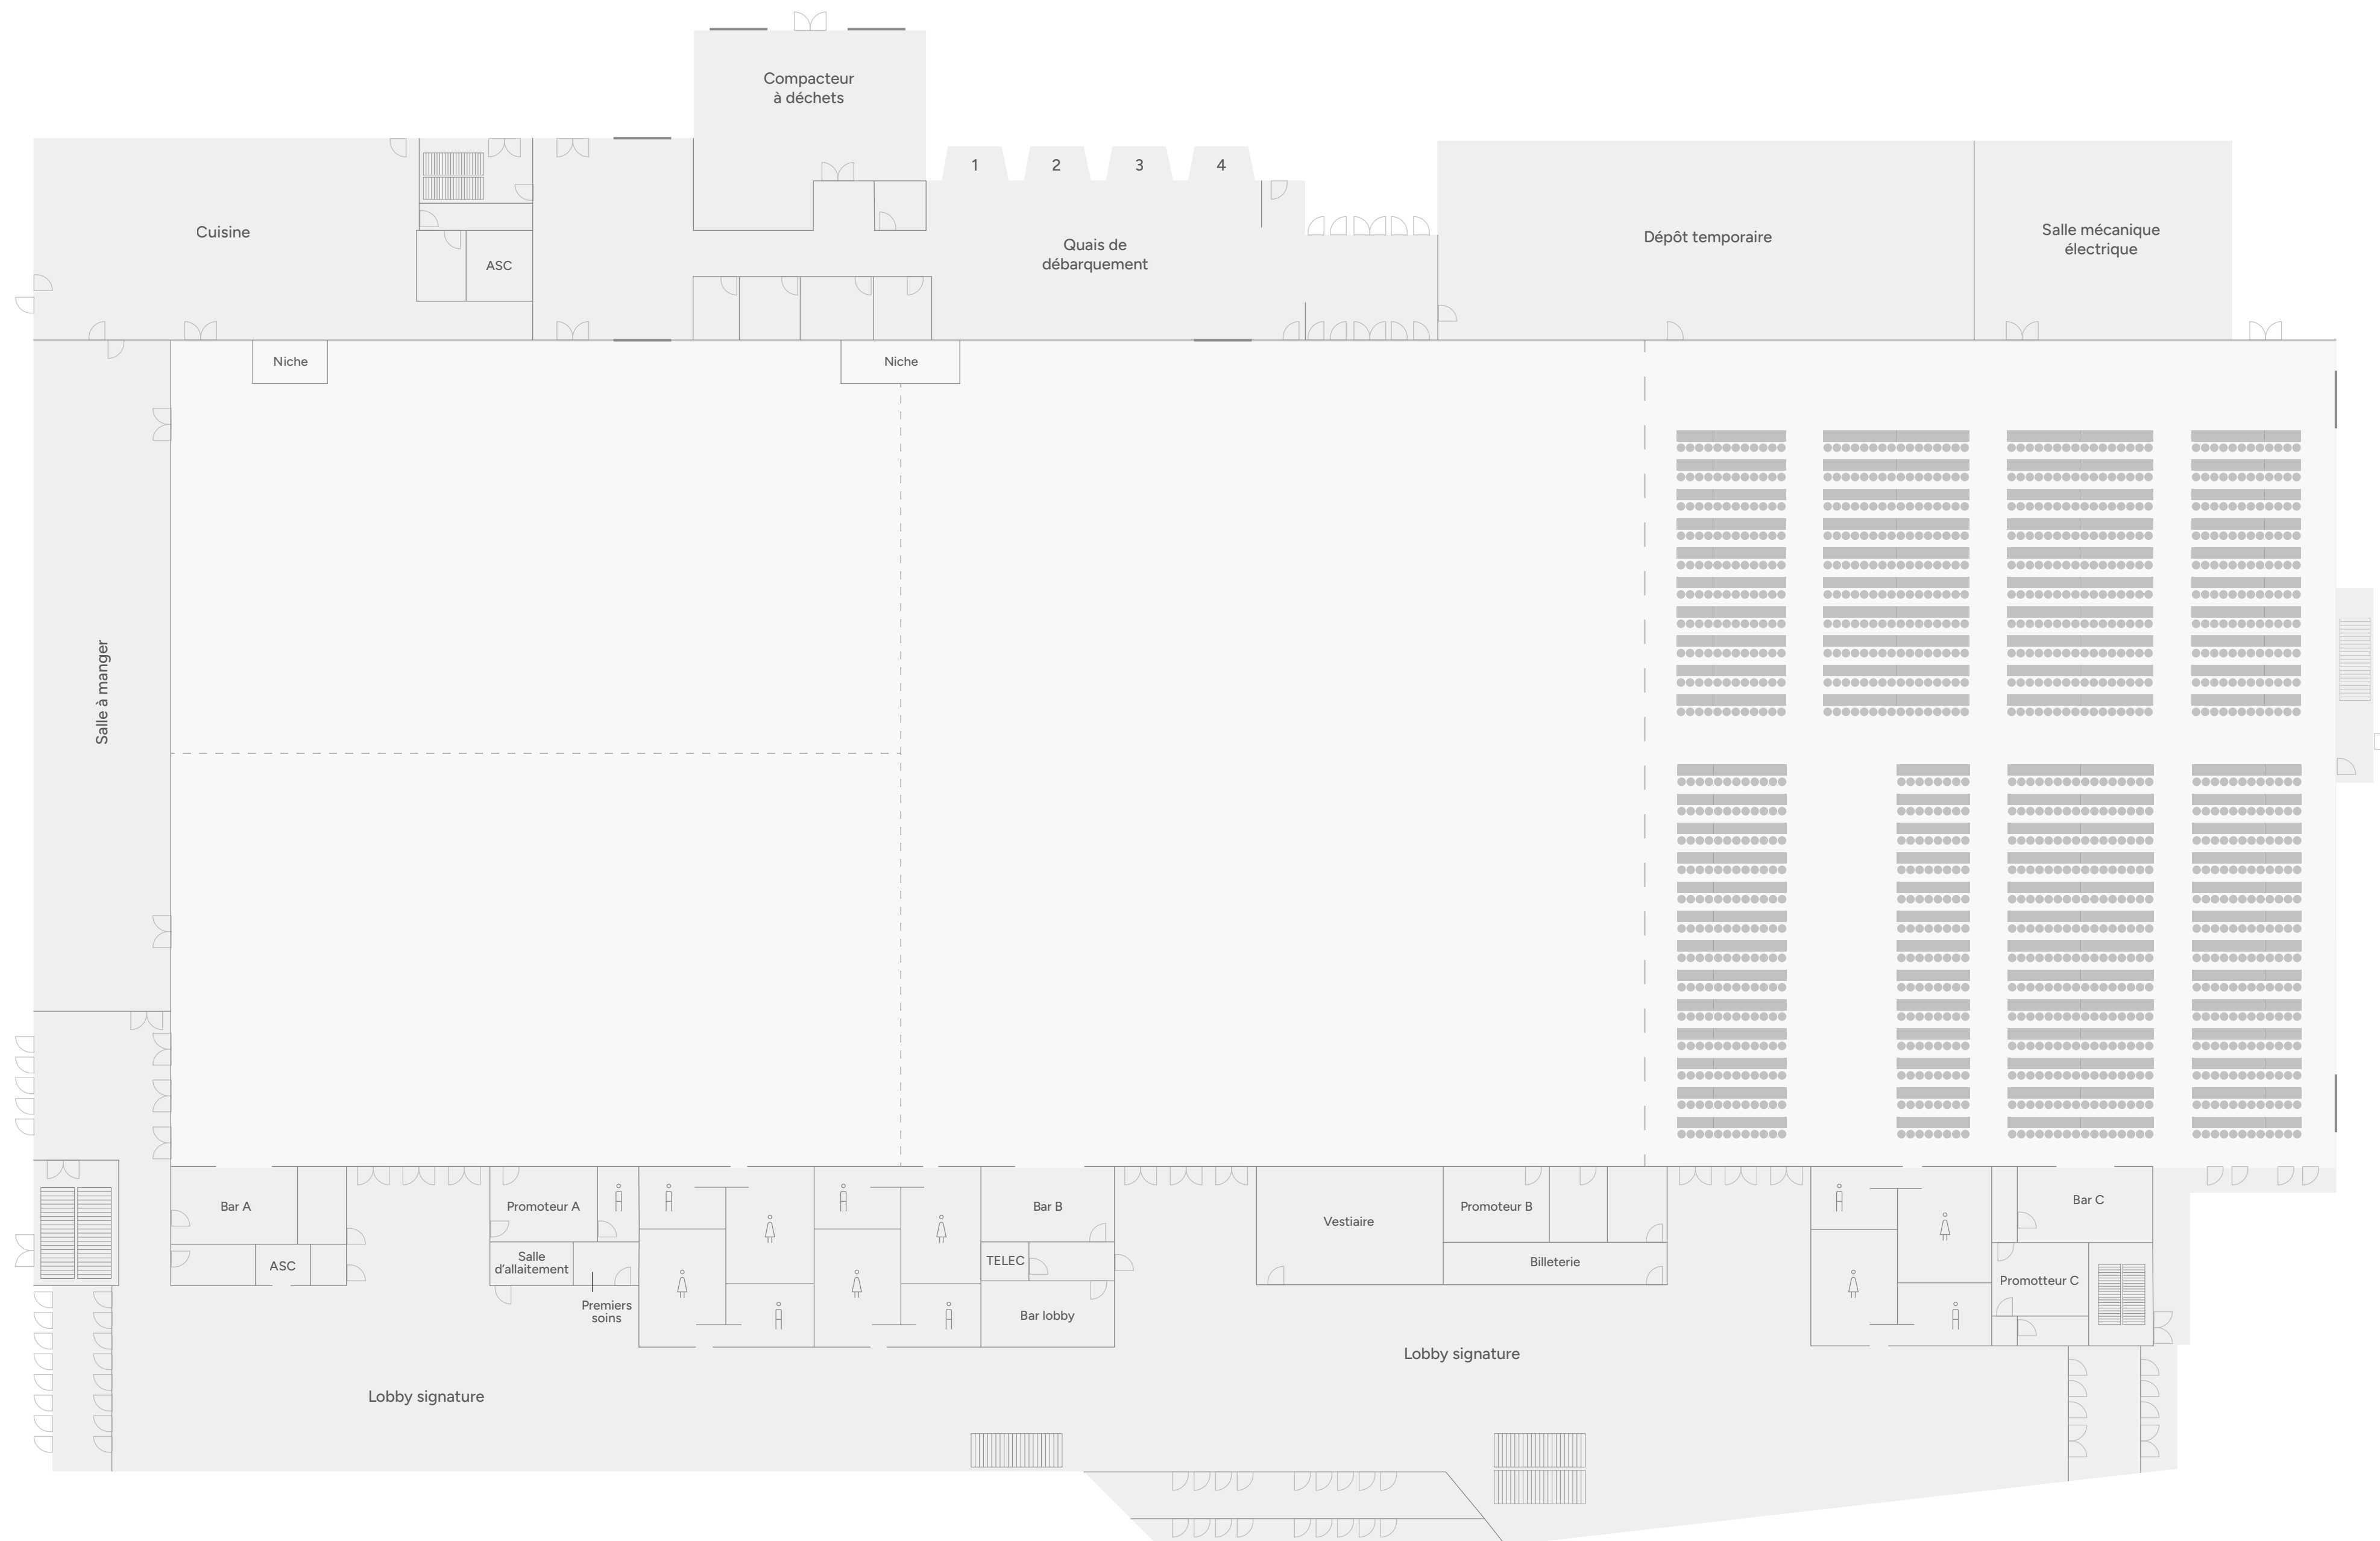 Compacteur
à déchets
1
2
3
4
Cuisine
ASC
Quais de
débarquement
Dépôt temporaire
Salle mécanique
électrique
Niche
Niche
Salle à manger
Bar A
ASC
Promoteur A
Salle
d'allaitement
Premiers
soins
Bar B
TELEC
Bar lobby
Vestiaire
Promoteur B
Billeterie
Bar C
Promotteur C
Lobby signature
Lobby signature